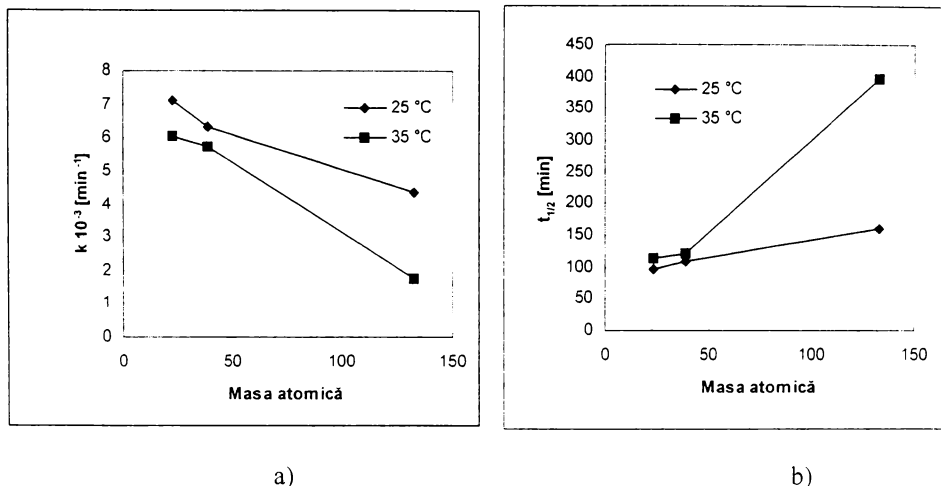 8
7
6
5
4
3
2
1
0
k 10⁻³ [min⁻¹]
25 °C
35 °C
0 50 100 150
Masa atomică
a)
450
400
350
300
250
200
150
100
50
0
t₁/₂ [min]
25 °C
35 °C
0 50 100 150
Masa atomică
b)